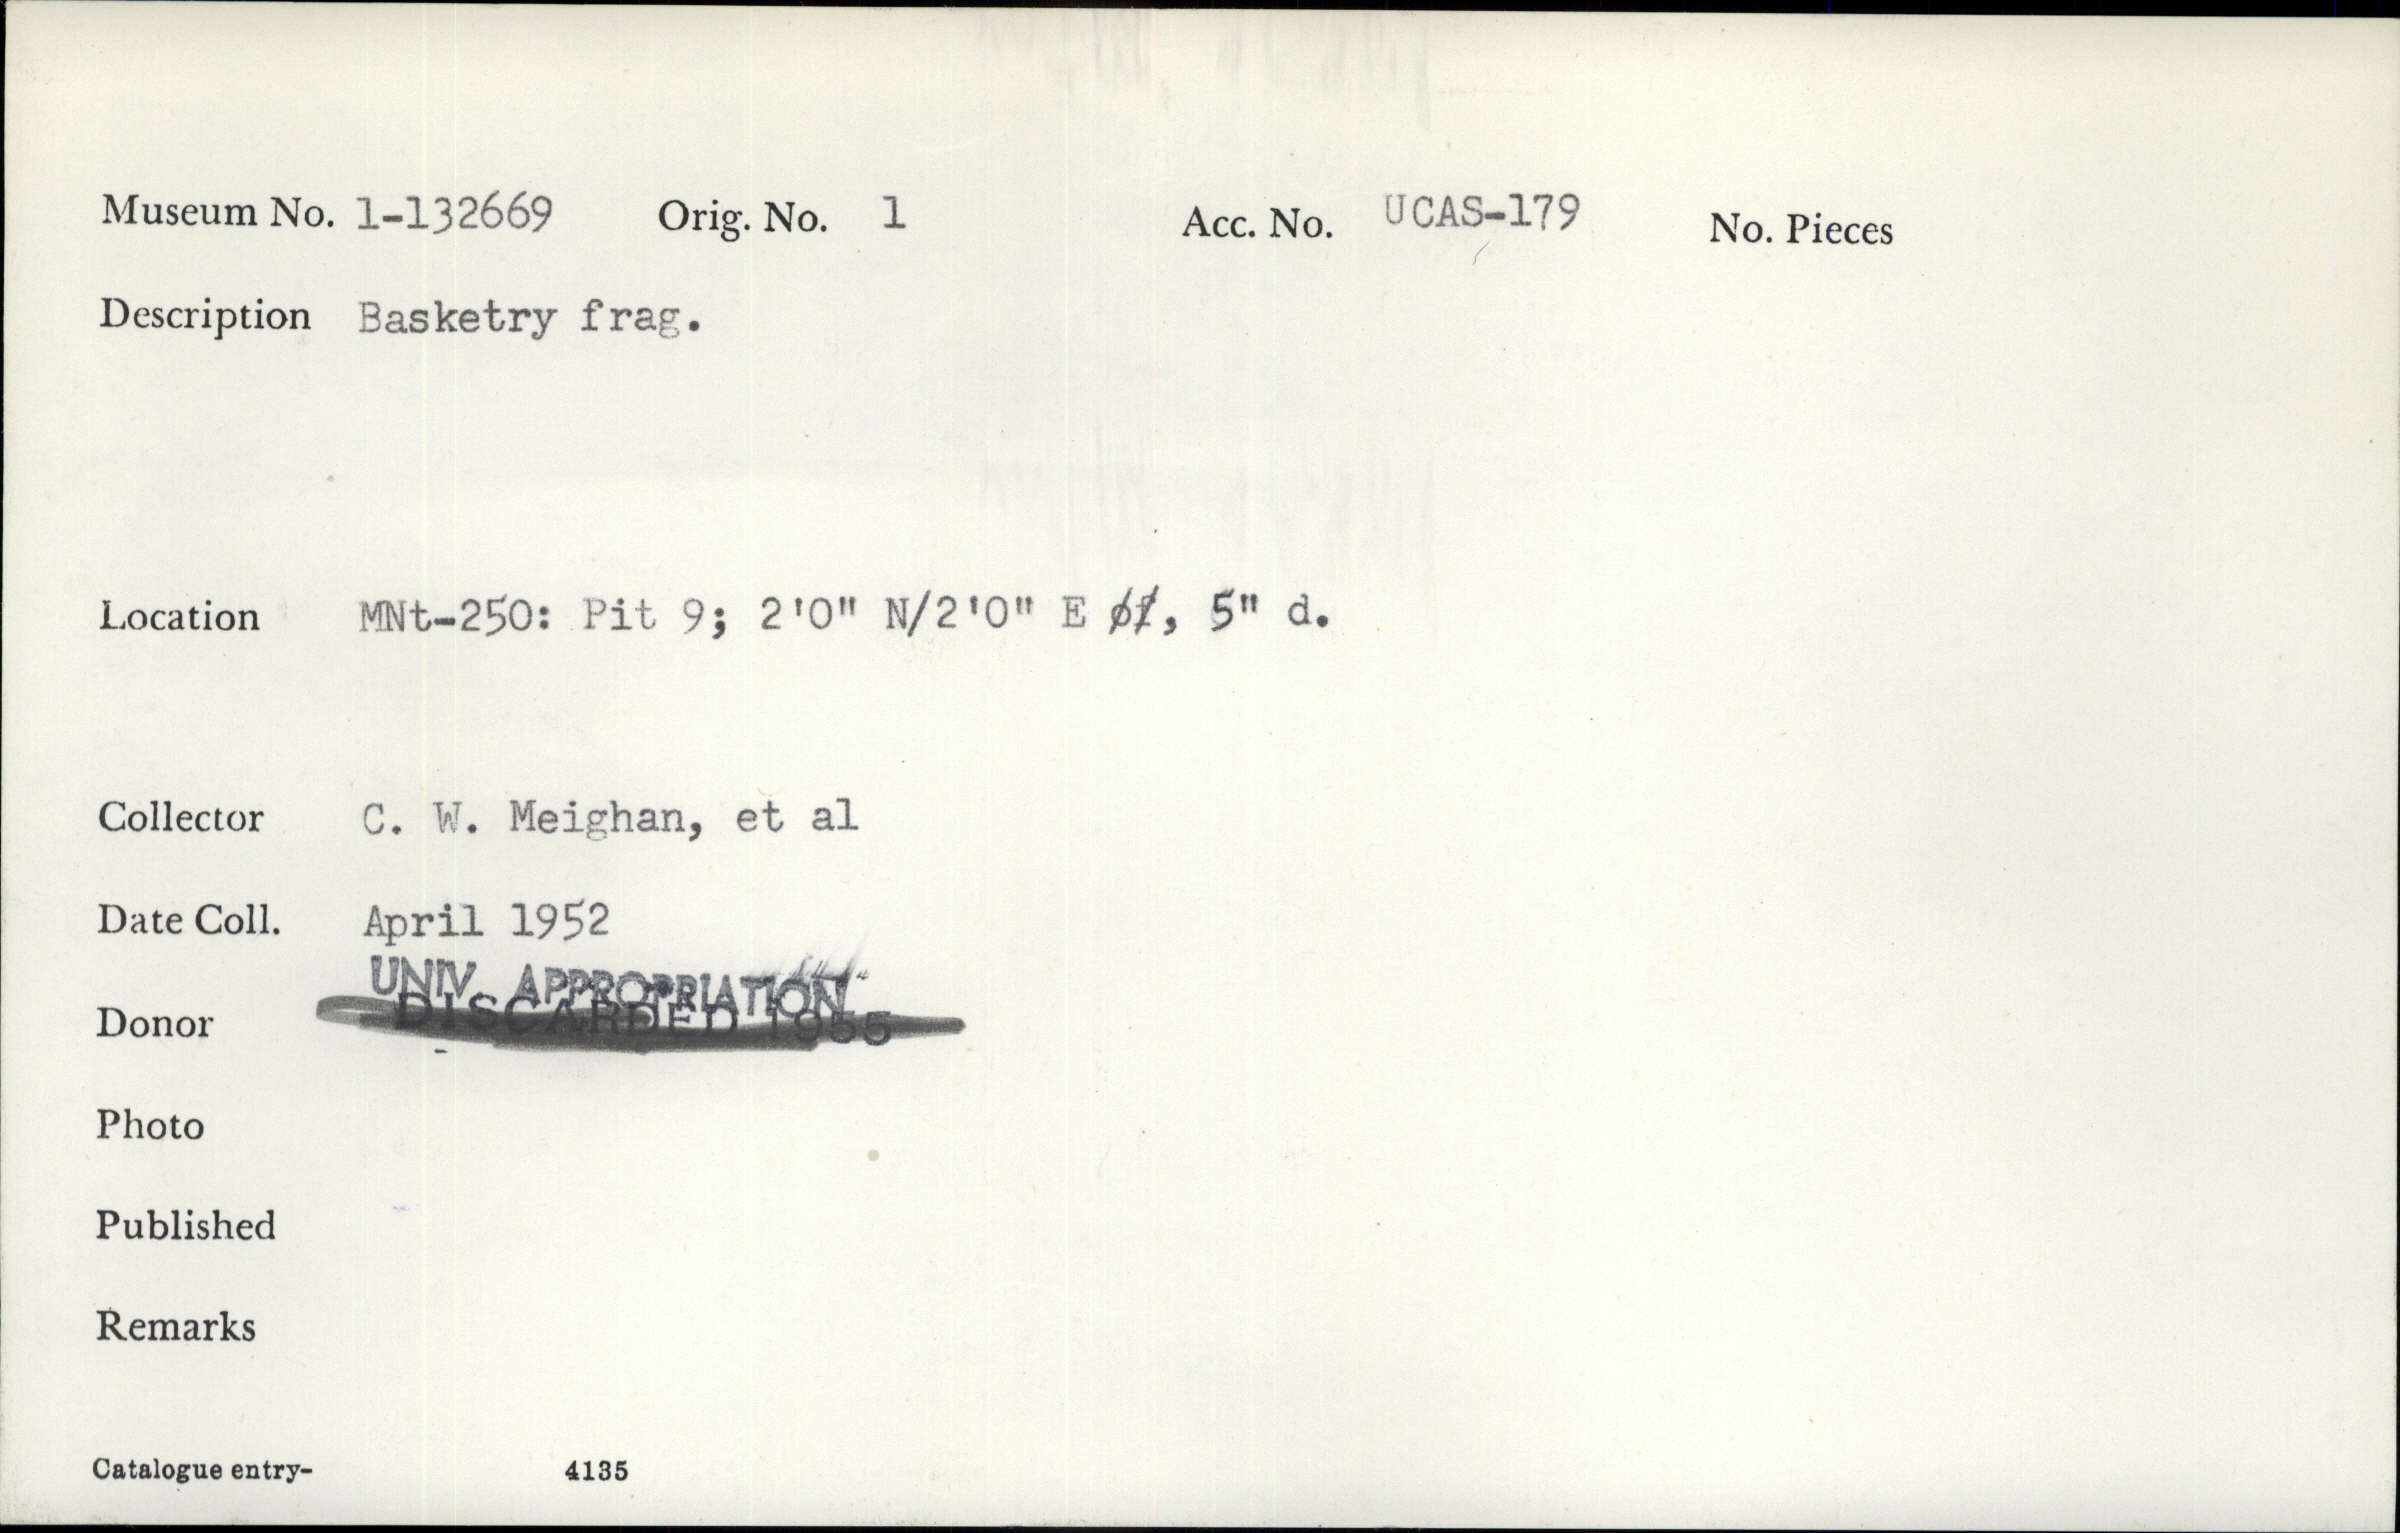 Museum No. 1-132669 Orig. No. 1 Acc. No. UCAS-179 No. Pieces
Description Basketry frag.
Location MNt-250: Pit 9; 2'0" N/2'0" E of, 5" d.
Collector C. W. Meighan, et al
Date Coll. April 1952
UNIV. APPROPRIATION
Donor DISCARDED 1955
Photo
Published
Remarks
Catalogue entry- 4135